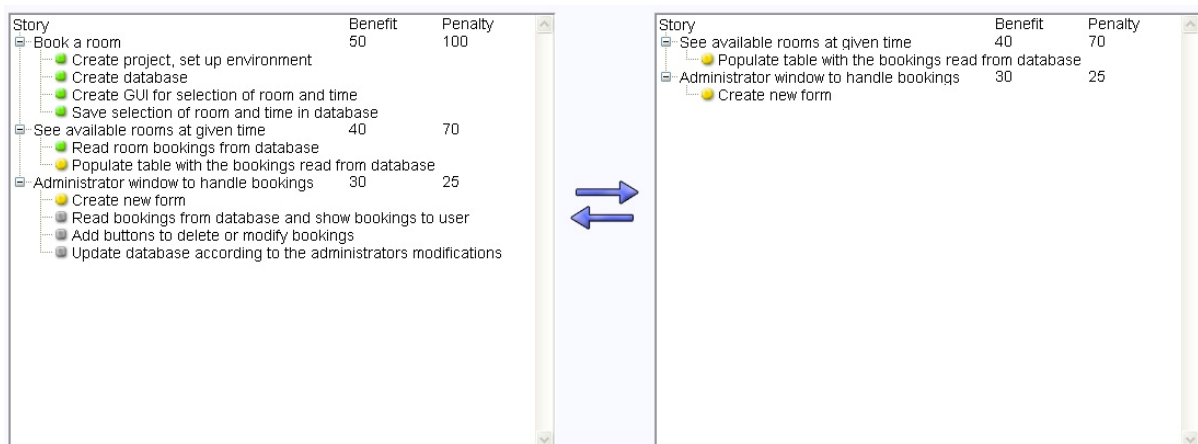 Story Benefit Penalty
Book a room 50 100
Create project, set up environment
Create database
Create GUI for selection of room and time
Save selection of room and time in database
See available rooms at given time 40 70
Read room bookings from database
Populate table with the bookings read from database
Administrator window to handle bookings 30 25
Create new form
Read bookings from database and show bookings to user
Add buttons to delete or modify bookings
Update database according to the administrators modifications
Story Benefit Penalty
See available rooms at given time 40 70
Populate table with the bookings read from database
Administrator window to handle bookings 30 25
Create new form